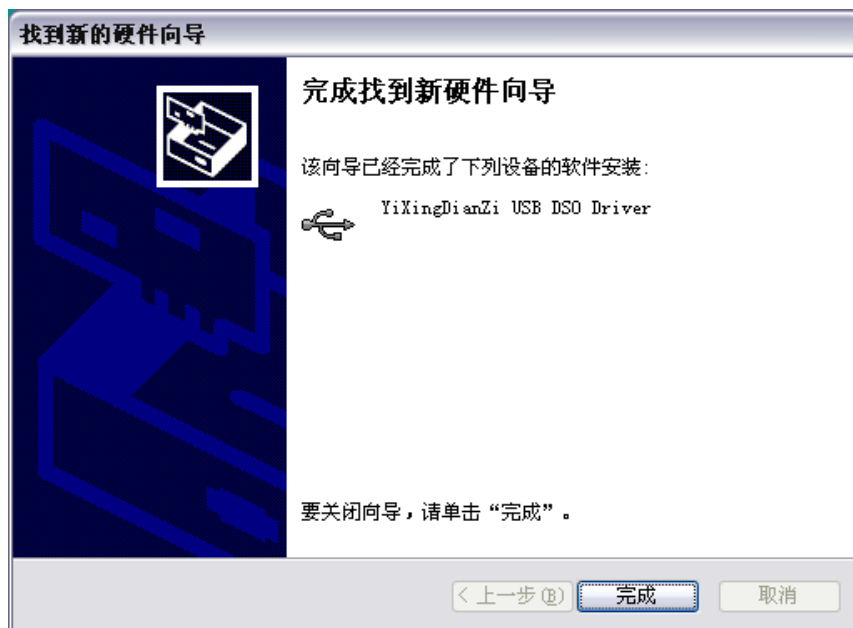 找到新的硬件向导
完成找到新硬件向导
该向导已经完成了下列设备的软件安装:
YiXingDianZi USB DSO Driver
要关闭向导，请单击“完成”。
< 上一步(B)
完成
取消